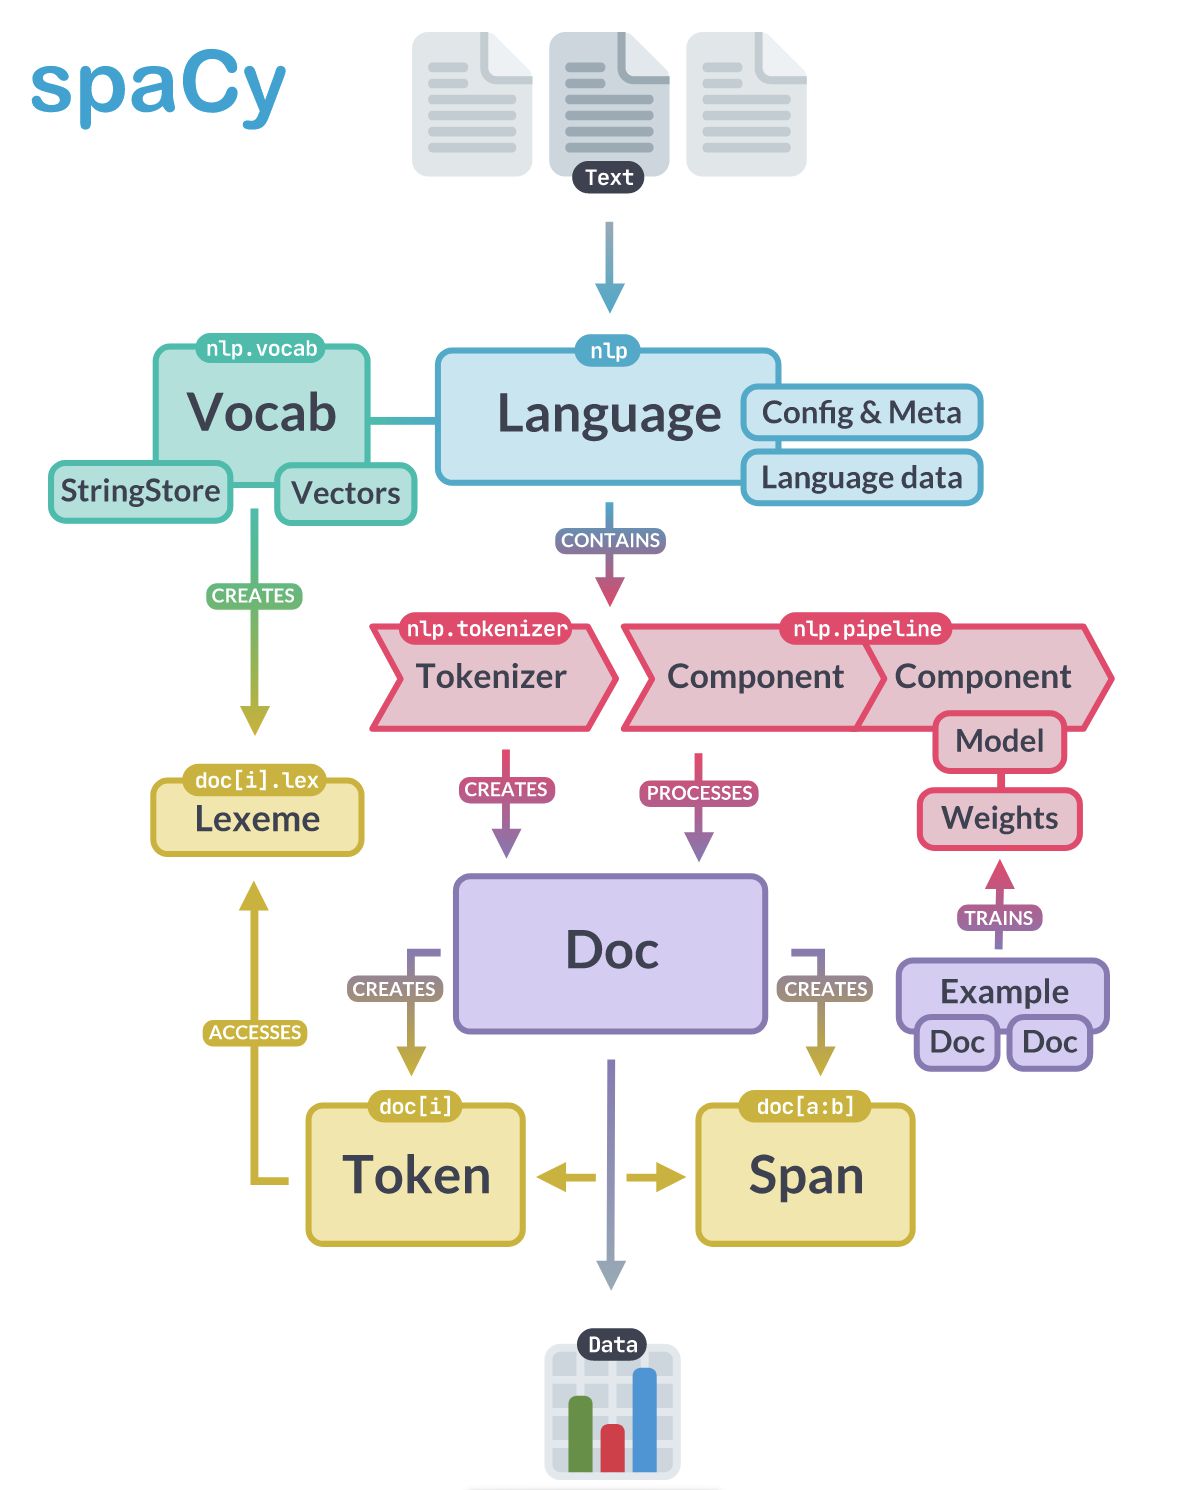 spaCy
Text
nlp.vocab
Vocab
StringStore
Vectors
nlp
Language
Config & Meta
Language data
CONTAINS
CREATES
nlp.tokenizer
Tokenizer
nlp.pipeline
Component
Component
Model
Weights
CREATES
PROCESSES
doc[i].lex
Lexeme
Doc
TRAINS
Example
Doc
Doc
CREATES
CREATES
ACCESSES
doc[i]
Token
doc[a:b]
Span
Data